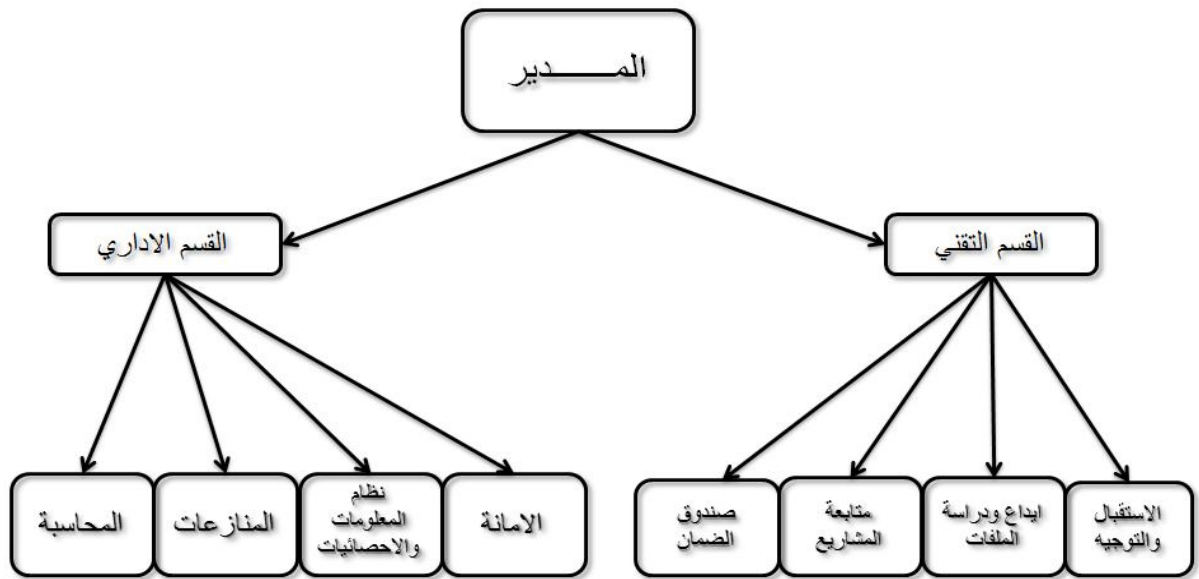 المـــــــدير
القسم التقني
القسم الاداري
الاستقبال
والتوجيه
ايداع ودراسة
الملفات
متابعة
المشاريع
صندوق
الضمان
الامانة
نظام
المعلومات
والاحصائيات
المنازعات
المحاسبة